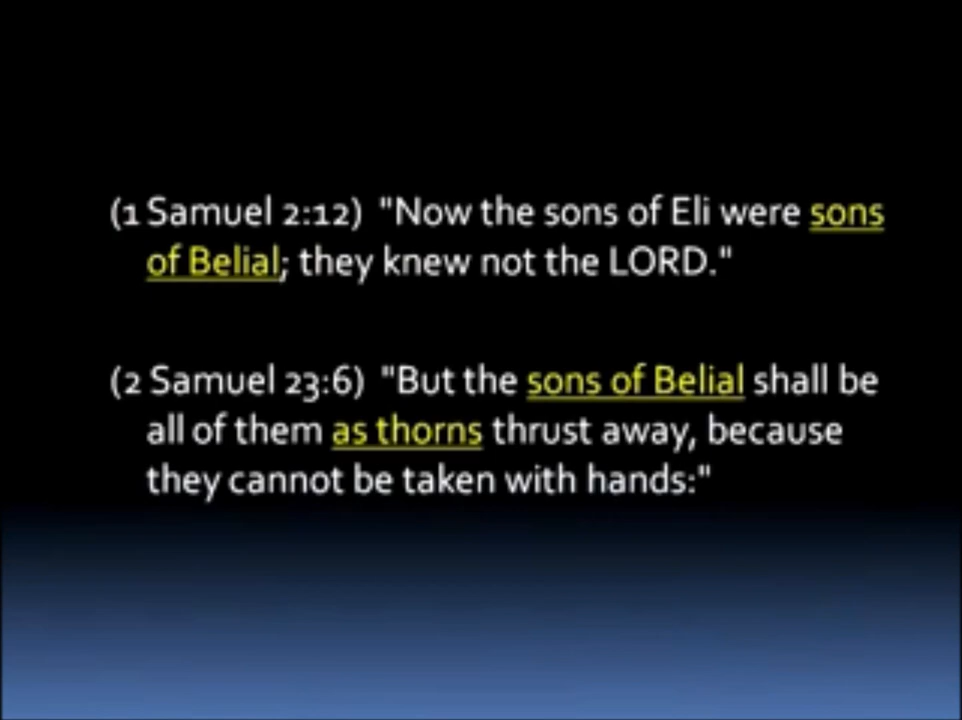 (1 Samuel 2:12) "Now the sons of Eli were sons
of Belial; they knew not the LORD."
(2 Samuel 23:6) "But the sons of Belial shall be
all of them as thorns thrust away, because
they cannot be taken with hands:"